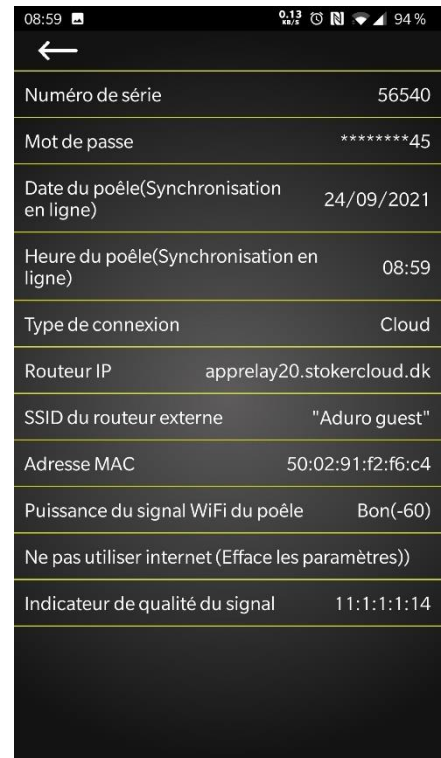 08:59 0.13 KB/S 94 %
Numéro de série 56540
Mot de passe ********45
Date du poêle(Synchronisation
en ligne) 24/09/2021
Heure du poêle(Synchronisation en
ligne) 08:59
Type de connexion Cloud
Routeur IP apprelay20.stokercloud.dk
SSID du routeur externe "Aduro guest"
Adresse MAC 50:02:91:f2:f6:c4
Puissance du signal WiFi du poêle Bon(-60)
Ne pas utiliser internet (Efface les paramètres))
Indicateur de qualité du signal 11:1:1:1:14